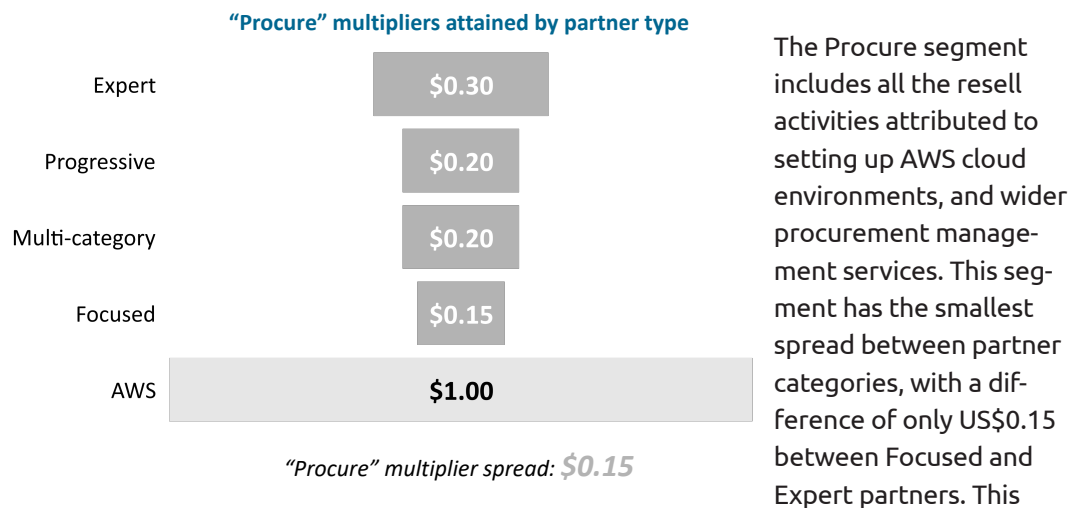 “Procure” multipliers attained by partner type
Expert
$0.30
Progressive
$0.20
Multi-category
$0.20
Focused
$0.15
AWS
$1.00
“Procure” multiplier spread: $0.15
The Procure segment
includes all the resell
activities attributed to
setting up AWS cloud
environments, and wider
procurement manage-
ment services. This seg-
ment has the smallest
spread between partner
categories, with a dif-
ference of only US$0.15
between Focused and
Expert partners. This